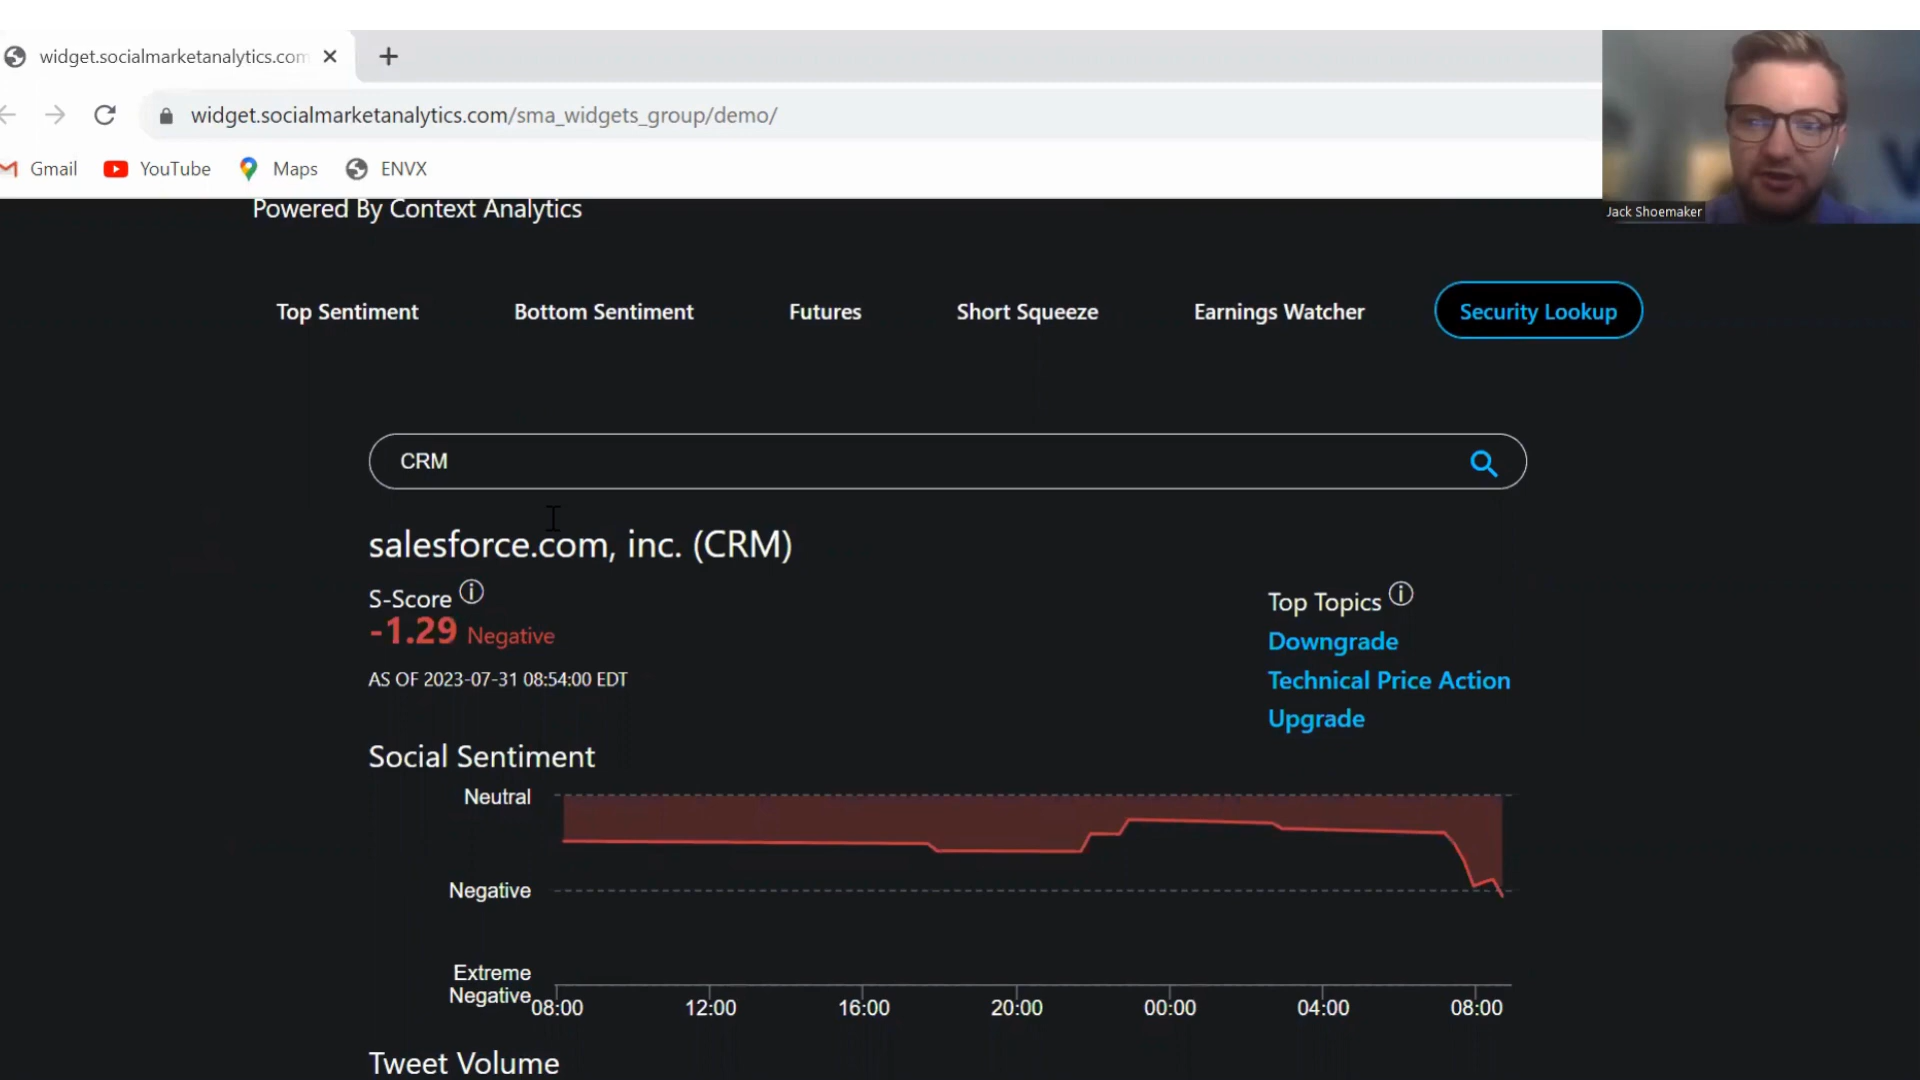 widget.socialmarketanalytics.com
widget.socialmarketanalytics.com/sma_widgets_group/demo/
Gmail YouTube Maps ENVX
Jack Shoemaker
Powered By Context Analytics
Top Sentiment Bottom Sentiment Futures Short Squeeze Earnings Watcher Security Lookup
CRM
salesforce.com, inc. (CRM)
S-Score
-1.29 Negative
AS OF 2023-07-31 08:54:00 EDT
Top Topics
Downgrade
Technical Price Action
Upgrade
Social Sentiment
Neutral
Negative
Extreme
Negative
08:00 12:00 16:00 20:00 00:00 04:00 08:00
Tweet Volume